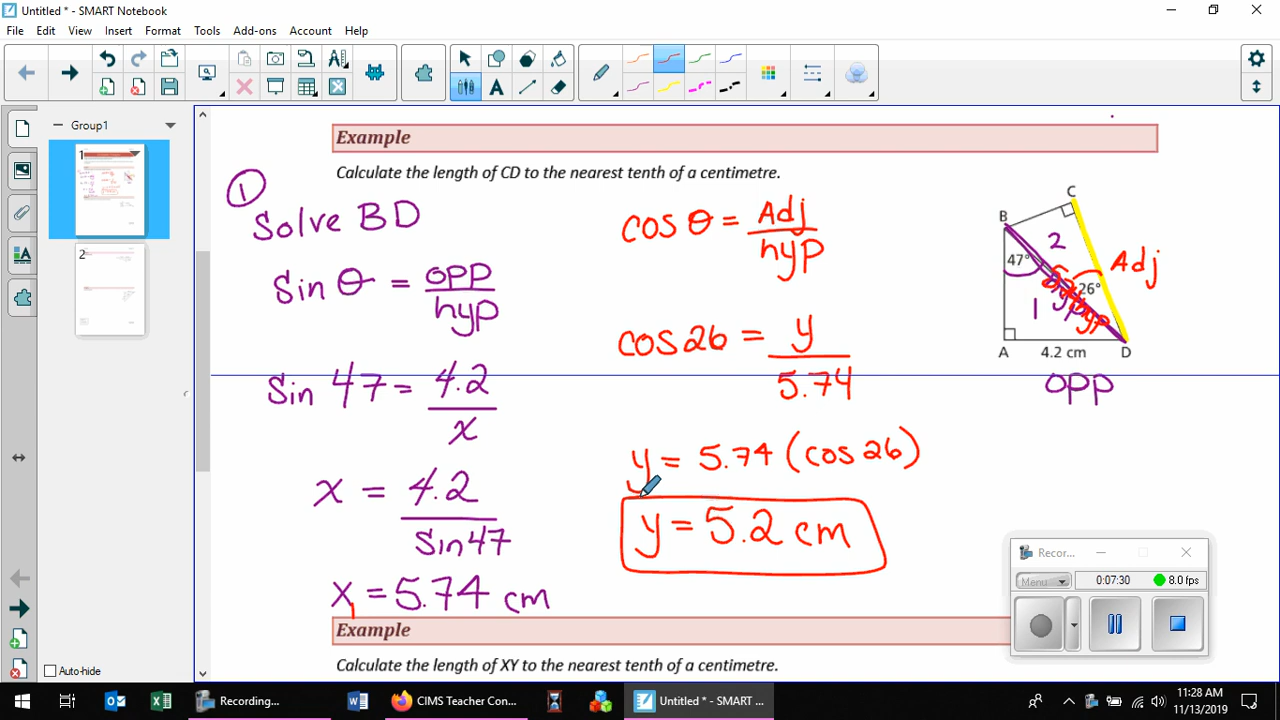 Untitled * - SMART Notebook
File Edit View Insert Format Tools Add-ons Account Help
Group1
1
2
Auto-hide
Example
Calculate the length of CD to the nearest tenth of a centimetre.
①
Solve BD
Sin θ = opp/hyp
Sin 47 = 4.2/x
x = 4.2/Sin47
x = 5.74 cm
cos θ = Adj/hyp
cos26 = y/5.74
y = 5.74 (cos 26)
y = 5.2 cm
C
B
2
47°
Adj
26°
1
hyp
A 4.2 cm D
opp
Example
Calculate the length of XY to the nearest tenth of a centimetre.
Recor...
Menu
0:07:30
8.0 fps
Recording...
CIMS Teacher Con...
Untitled * - SMART ...
11:28 AM
11/13/2019